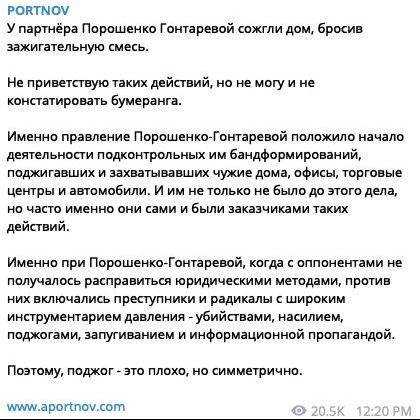 PORTNOV
У партнёра Порошенко Гонтаревой сожгли дом, бросив
зажигательную смесь.
Не приветствую таких действий, но не могу и не
констатировать бумеранга.
Именно правление Порошенко-Гонтаревой положило начало
деятельности подконтрольных им бандформирований,
поджигавших и захватывавших чужие дома, офисы, торговые
центры и автомобили. И им не только не было до этого дела,
но часто именно они сами и были заказчиками таких
действий.
Именно при Порошенко-Гонтаревой, когда с оппонентами не
получалось расправиться юридическими методами, против
них включались преступники и радикалы с широким
инструментарием давления - убийствами, насилием,
поджогами, запугиванием и информационной пропагандой.
Поэтому, поджог - это плохо, но симметрично.
www.aportnov.com
20.5K 12:20 PM